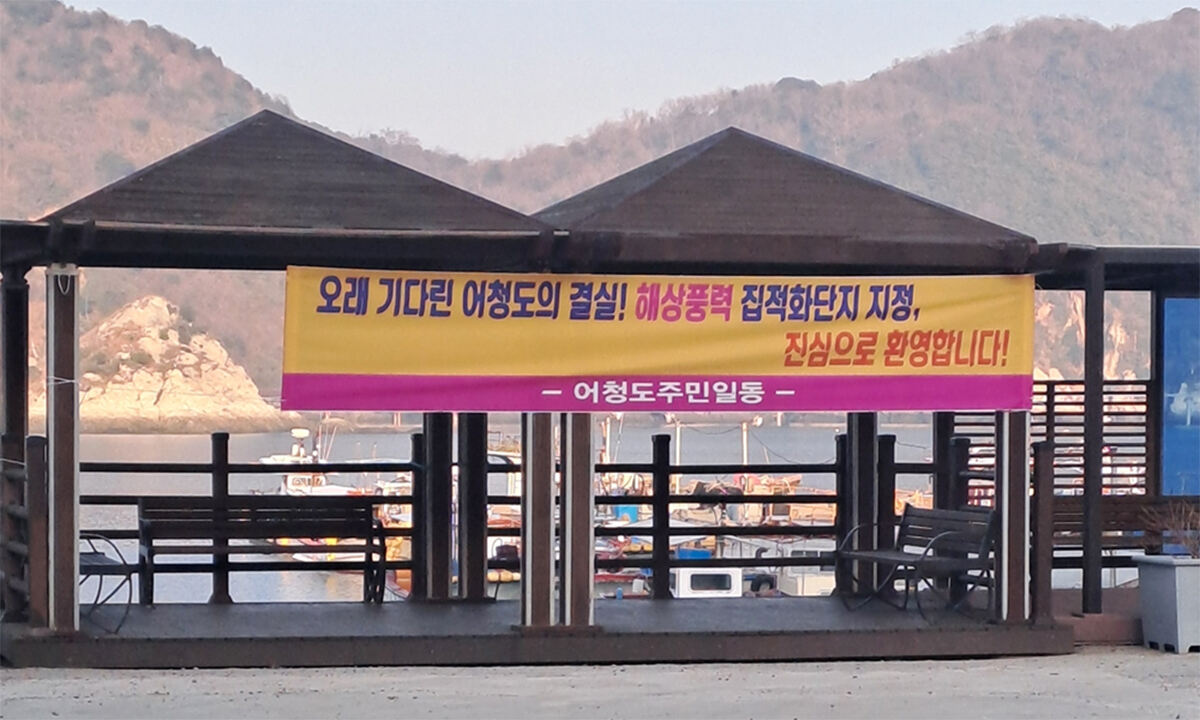 오래 기다린 어청도의 결실! 해상풍력 집적화단지 지정,
진심으로 환영합니다!
- 어청도주민일동 -